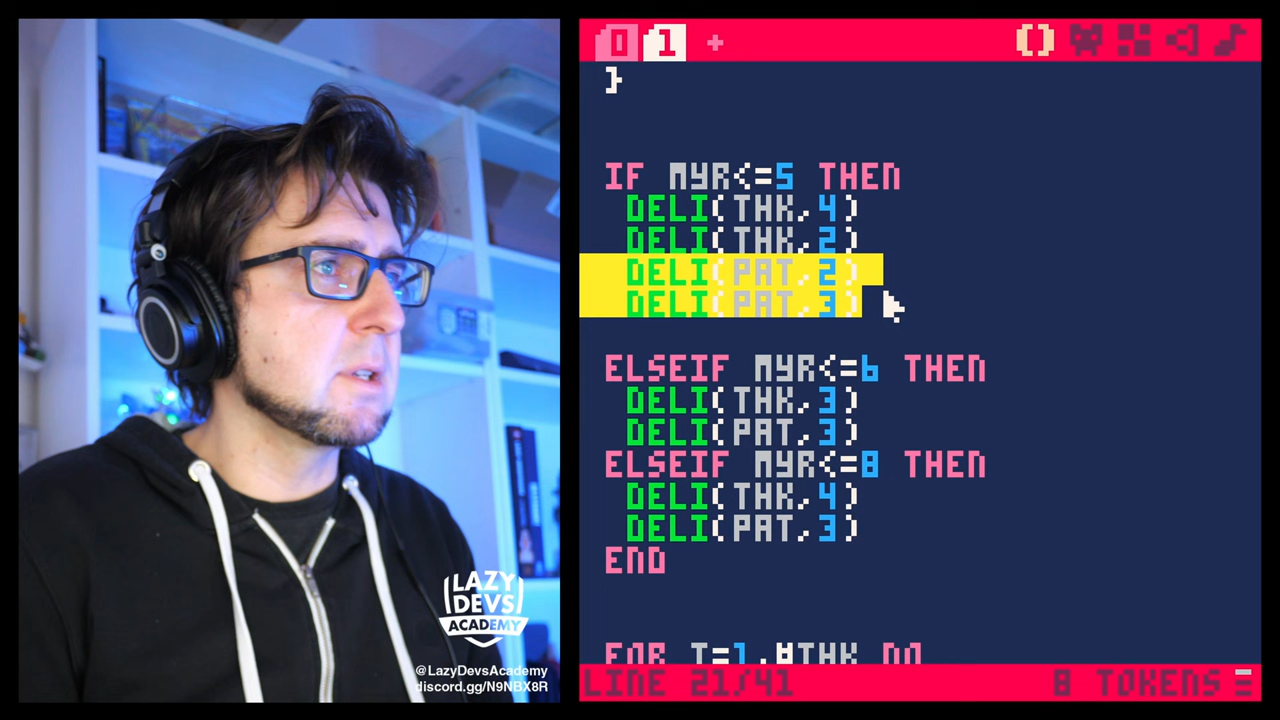 0 1 +
}
IF MYR<=5 THEN
DELI(THK,4)
DELI(THK,2)
DELI(PAT,2)
DELI(PAT,3)
ELSEIF MYR<=6 THEN
DELI(THK,3)
DELI(PAT,3)
ELSEIF MYR<=8 THEN
DELI(THK,4)
DELI(PAT,3)
END
FOR T=1,#THK DO
LINE 21/41
8 TOKENS
LAZY
DEVS
ACADEMY
@LazyDevsAcademy
discord.gg/N9NBX8R